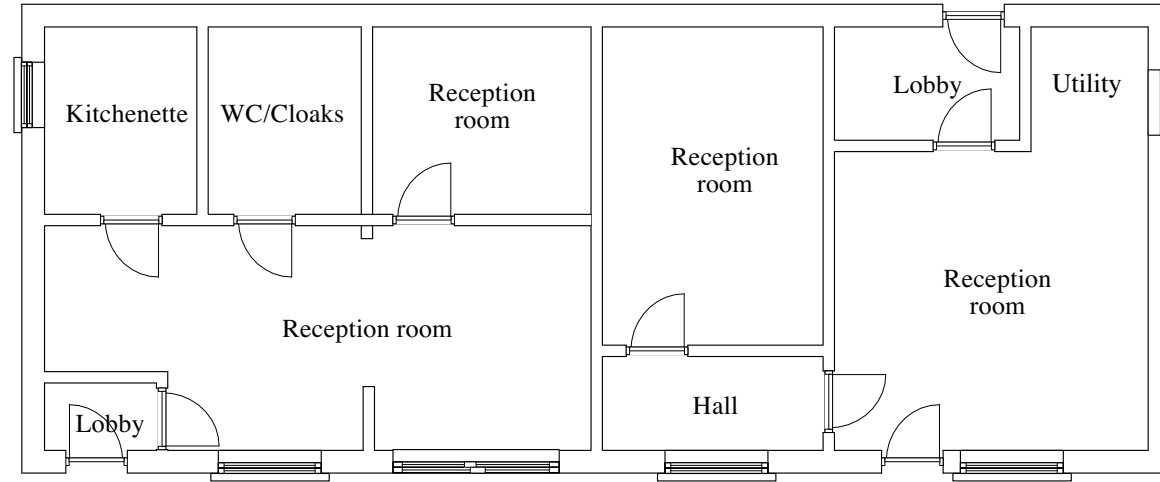 Kitchenette
WC/Cloaks
Reception
room
Reception
room
Lobby
Utility
Reception room
Reception
room
Lobby
Hall